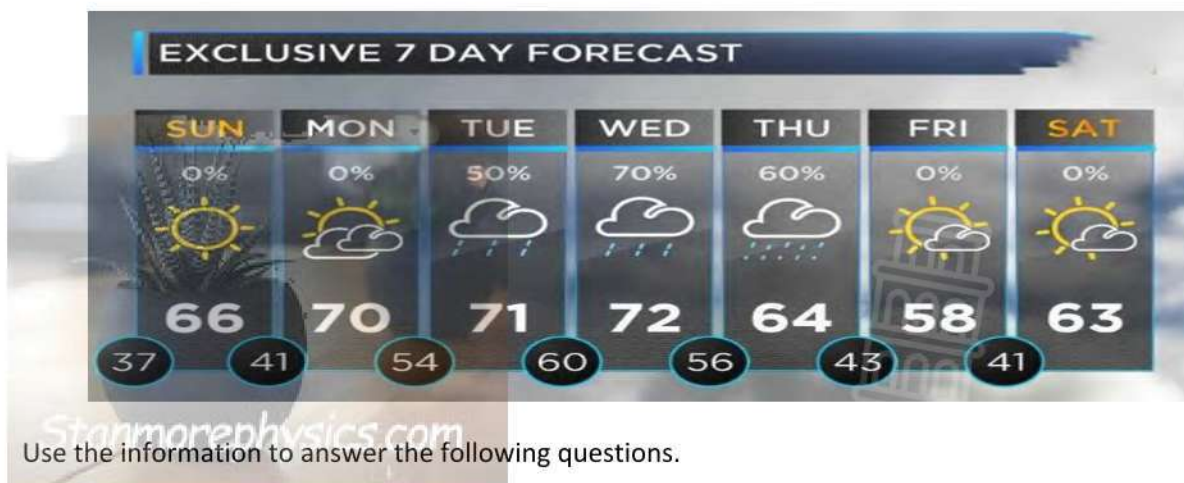 EXCLUSIVE 7 DAY FORECAST
SUN MON TUE WED THU FRI SAT
0% 0% 50% 70% 60% 0% 0%
66 70 71 72 64 58 63
37 41 54 60 56 43 41
Stanmorephysics.com
Use the information to answer the following questions.